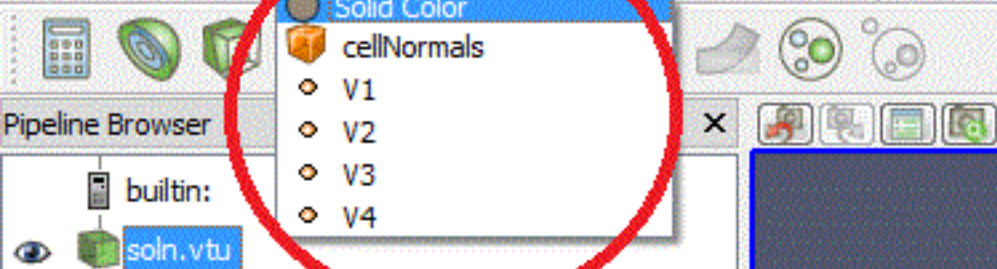 Solid Color
cellNormals
V1
Pipeline Browser
V2
V3
builtin:
V4
soln.vtu